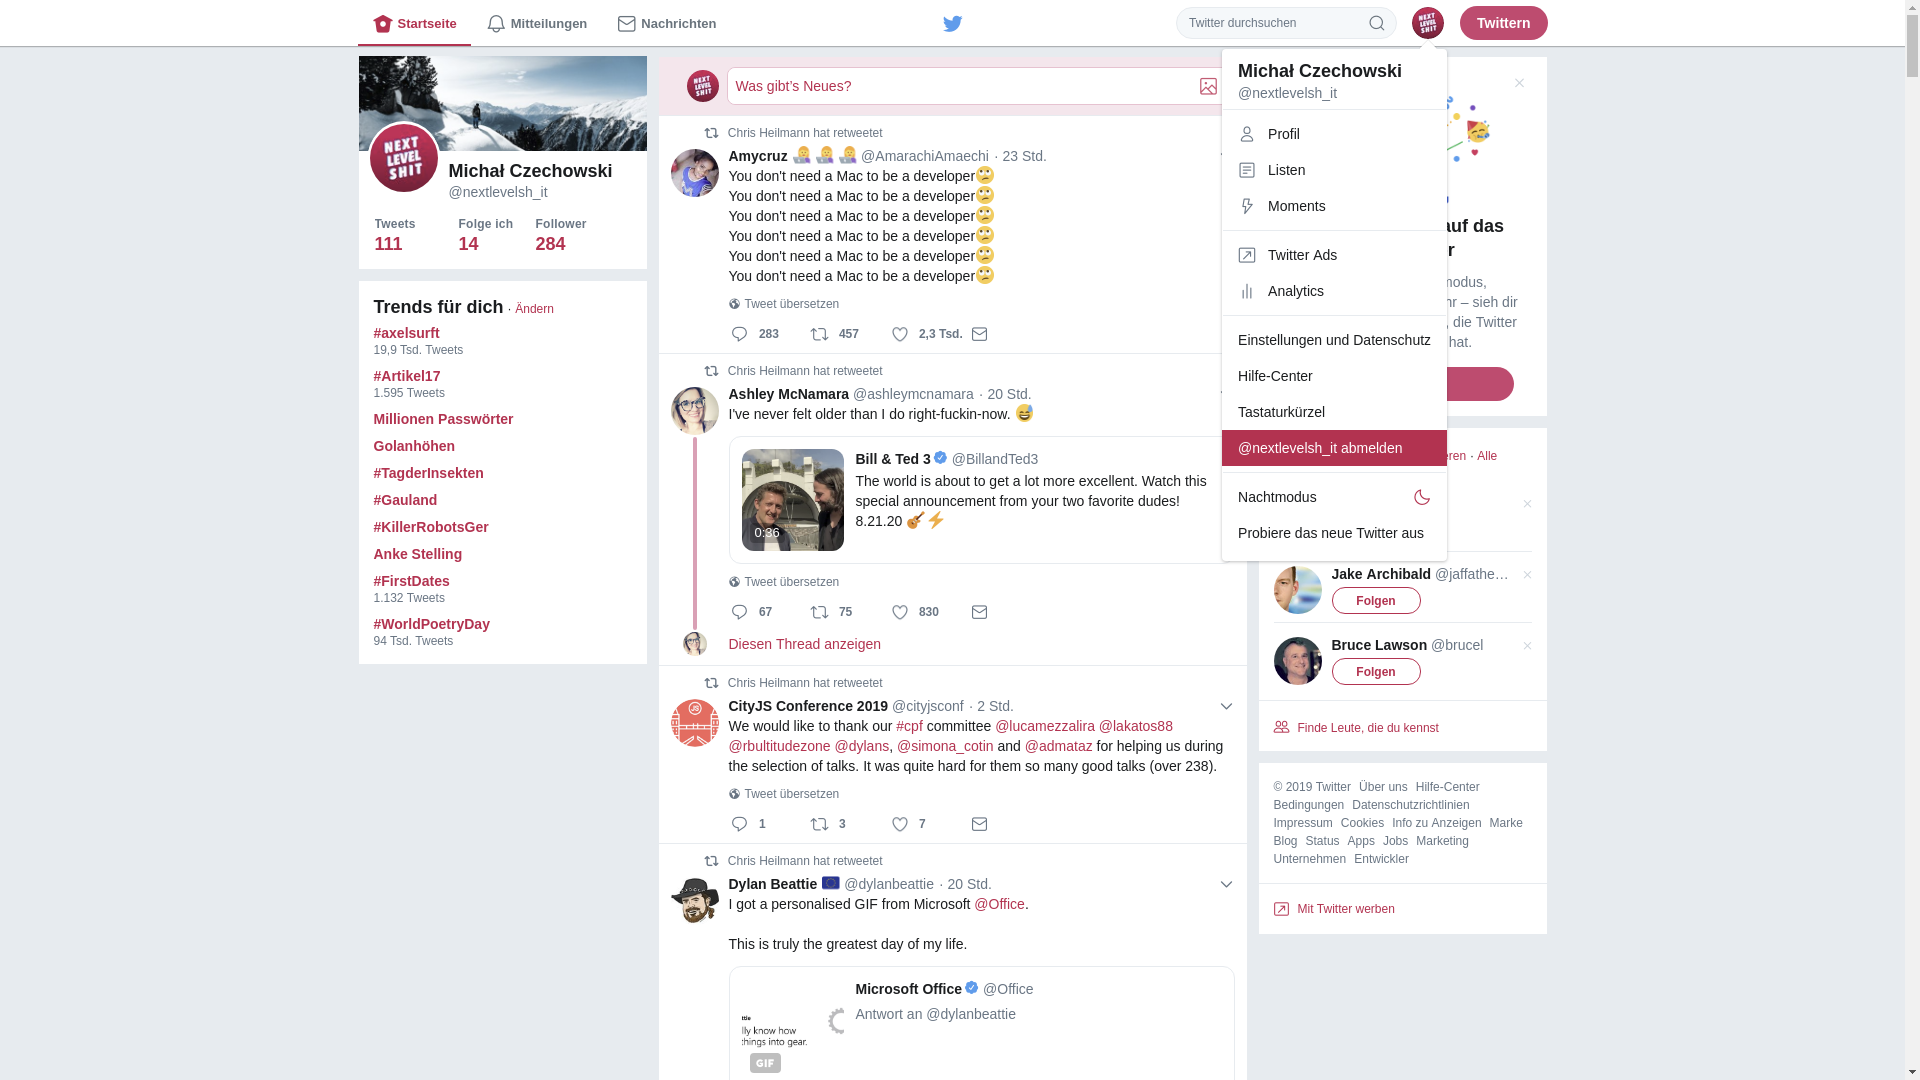 Startseite
Mitteilungen
Nachrichten
Twitter durchsuchen
NEXT LEVEL SHIT
Twittern
NEXT
LEVEL
SHIT
Michał Czechowski
@nextlevelsh_it
Tweets Folge ich Follower
111 14 284
Trends für dich · Ändern
#axelsurft
19,9 Tsd. Tweets
#Artikel17
1.595 Tweets
Millionen Passwörter
Golanhöhen
#TagderInsekten
#Gauland
#KillerRobotsGer
Anke Stelling
#FirstDates
1.132 Tweets
#WorldPoetryDay
94 Tsd. Tweets
Was gibt's Neues?
Chris Heilmann hat retweetet
Amycruz @AmarachiAmaechi · 23 Std.
You don't need a Mac to be a developer
You don't need a Mac to be a developer
You don't need a Mac to be a developer
You don't need a Mac to be a developer
You don't need a Mac to be a developer
You don't need a Mac to be a developer
Tweet übersetzen
283 457 2,3 Tsd.
Chris Heilmann hat retweetet
Ashley McNamara @ashleymcnamara · 20 Std.
I've never felt older than I do right-fuckin-now.
Bill & Ted 3 @BillandTed3
The world is about to get a lot more excellent. Watch this
special announcement from your two favorite dudes!
8.21.20
0:36
Tweet übersetzen
67 75 830
Diesen Thread anzeigen
Chris Heilmann hat retweetet
CityJS Conference 2019 @cityjsconf · 2 Std.
We would like to thank our #cpf committee @lucamezzalira @lakatos88
@rbultitudezone @dylans, @simona_cotin and @admataz for helping us during
the selection of talks. It was quite hard for them so many good talks (over 238).
Tweet übersetzen
1 3 7
Chris Heilmann hat retweetet
Dylan Beattie @dylanbeattie · 20 Std.
I got a personalised GIF from Microsoft @Office.
This is truly the greatest day of my life.
Microsoft Office @Office
Antwort an @dylanbeattie
ttie
lly know how
things into gear.
GIF
Michał Czechowski
@nextlevelsh_it
Profil
Listen
Moments
Twitter Ads
Analytics
Einstellungen und Datenschutz
Hilfe-Center
Tastaturkürzel
@nextlevelsh_it abmelden
Nachtmodus
Probiere das neue Twitter aus
auf das
r
modus,
hr – sieh dir
, die Twitter
hat.
eren · Alle
Jake Archibald @jaffathe…
Folgen
Bruce Lawson @brucel
Folgen
Finde Leute, die du kennst
© 2019 Twitter Über uns Hilfe-Center
Bedingungen Datenschutzrichtlinien
Impressum Cookies Info zu Anzeigen Marke
Blog Status Apps Jobs Marketing
Unternehmen Entwickler
Mit Twitter werben